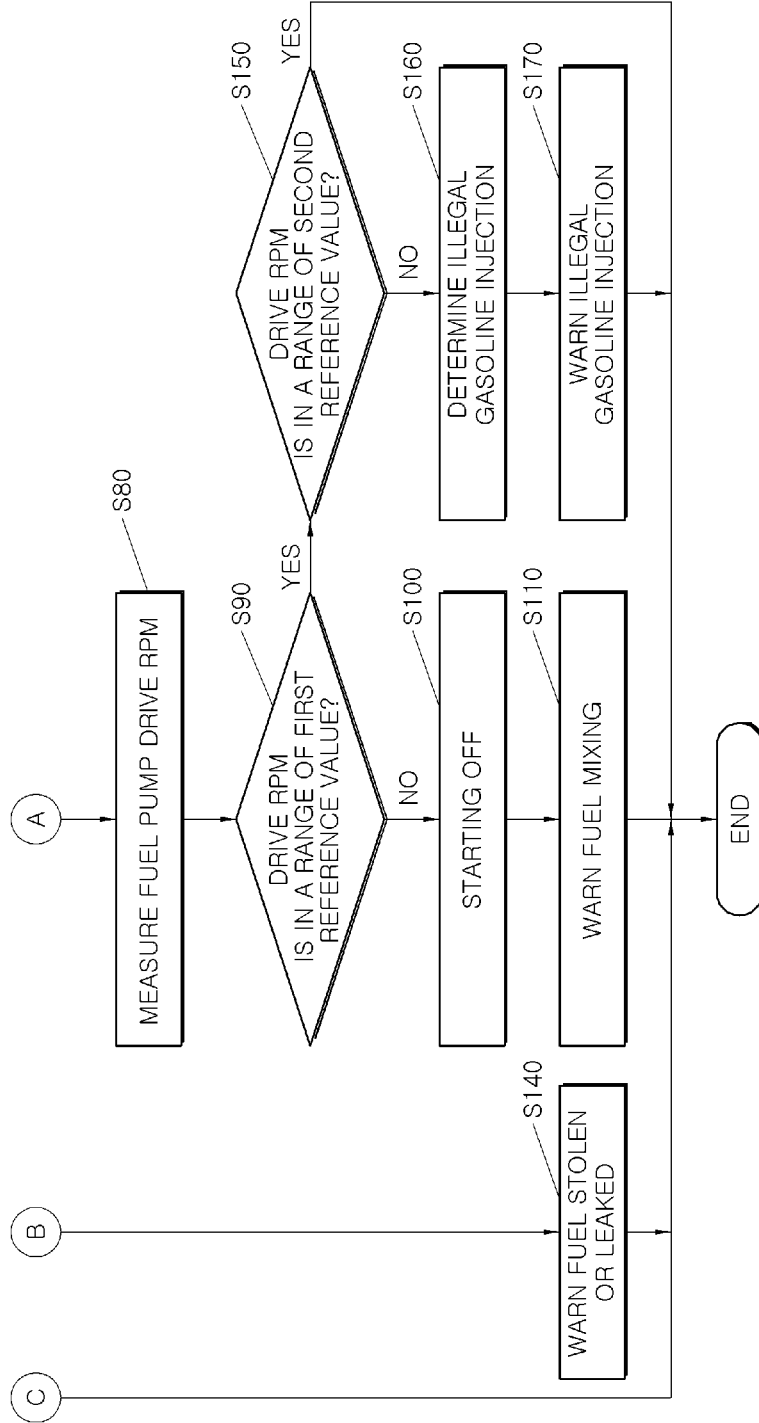 C
B
A
MEASURE FUEL PUMP DRIVE RPM
S80
DRIVE RPM
IS IN A RANGE OF FIRST
REFERENCE VALUE?
S90
YES
NO
DRIVE RPM
IS IN A RANGE OF SECOND
REFERENCE VALUE?
S150
YES
NO
STARTING OFF
S100
DETERMINE ILLEGAL
GASOLINE INJECTION
S160
WARN FUEL STOLEN
OR LEAKED
S140
WARN FUEL MIXING
S110
WARN ILLEGAL
GASOLINE INJECTION
S170
END